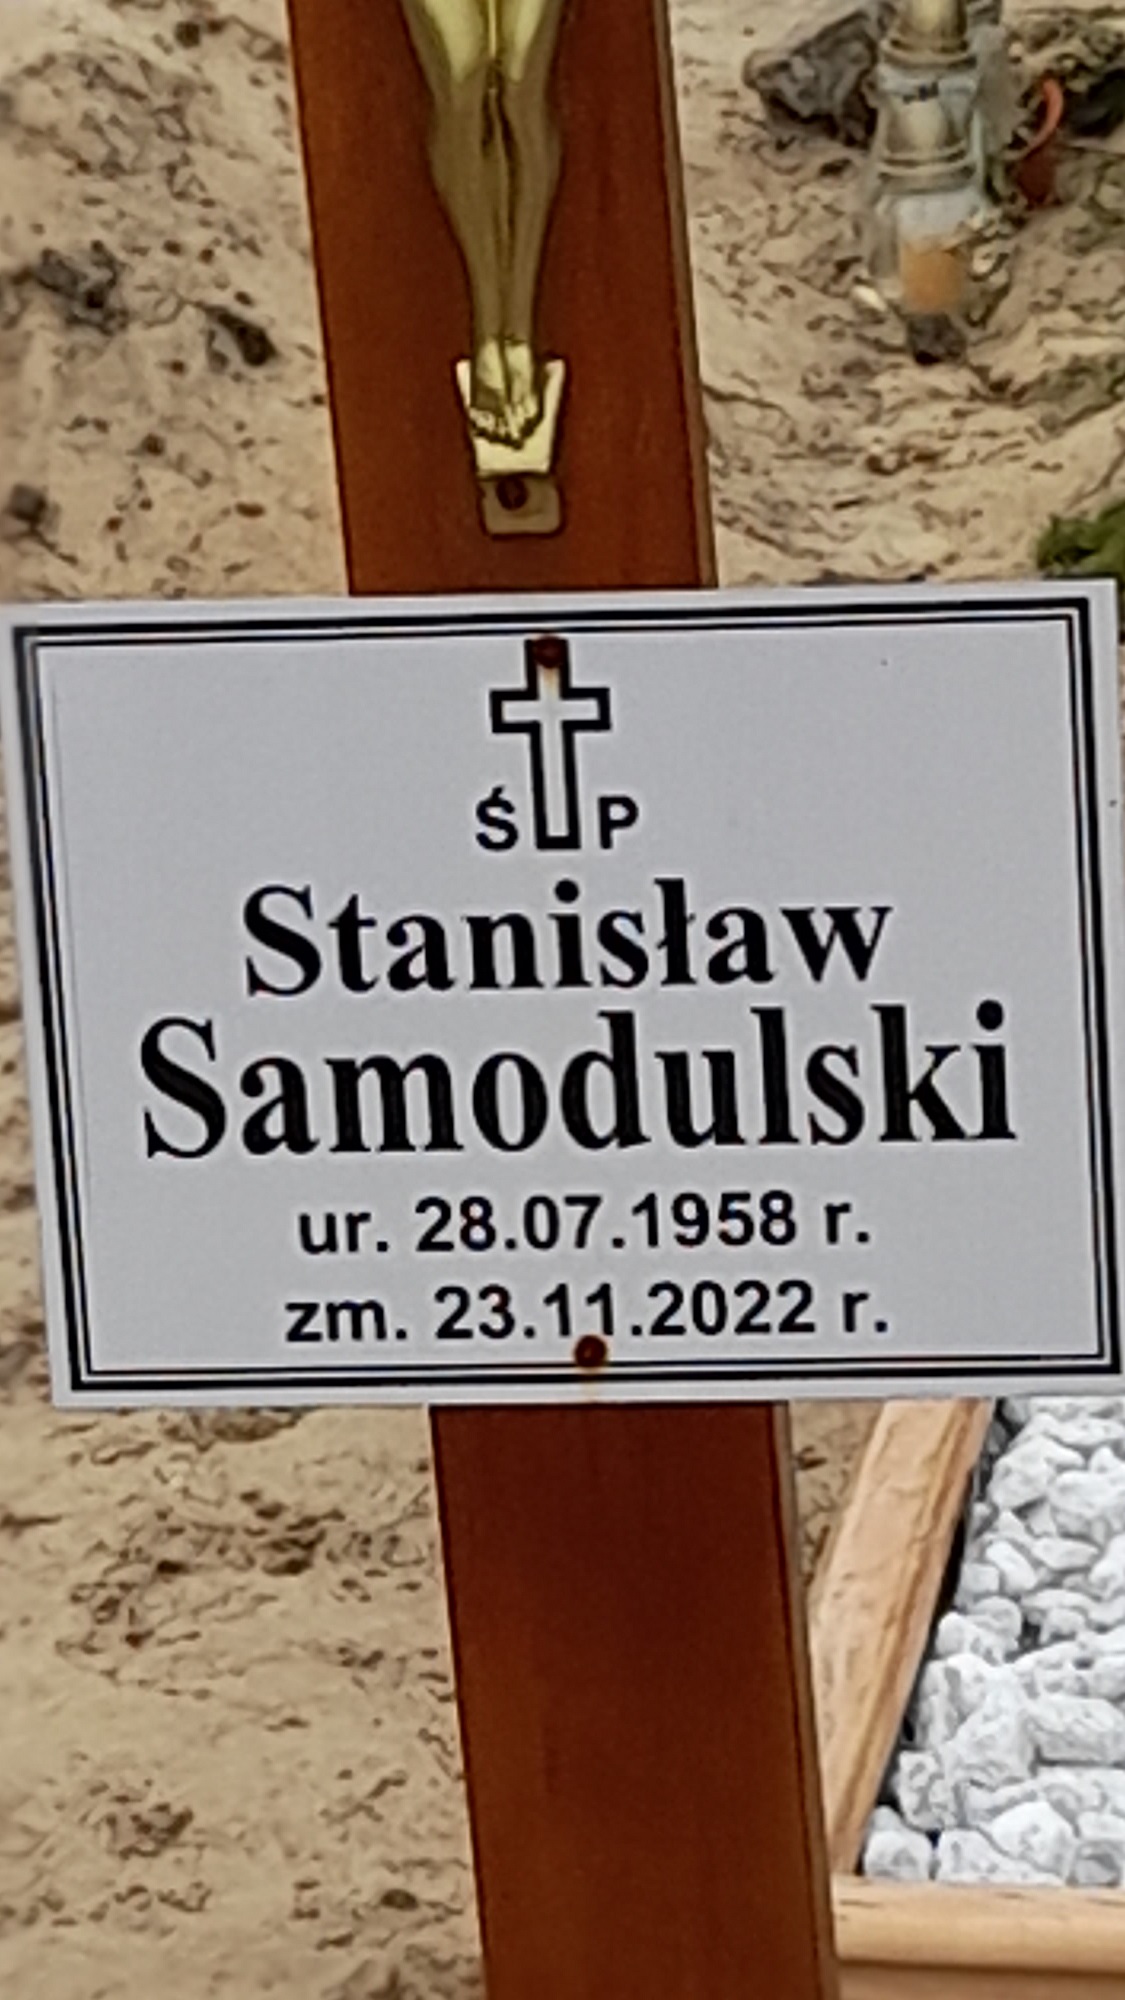 Ś P
Stanisław
Samodulski
ur. 28.07.1958 r.
zm. 23.11.2022 r.